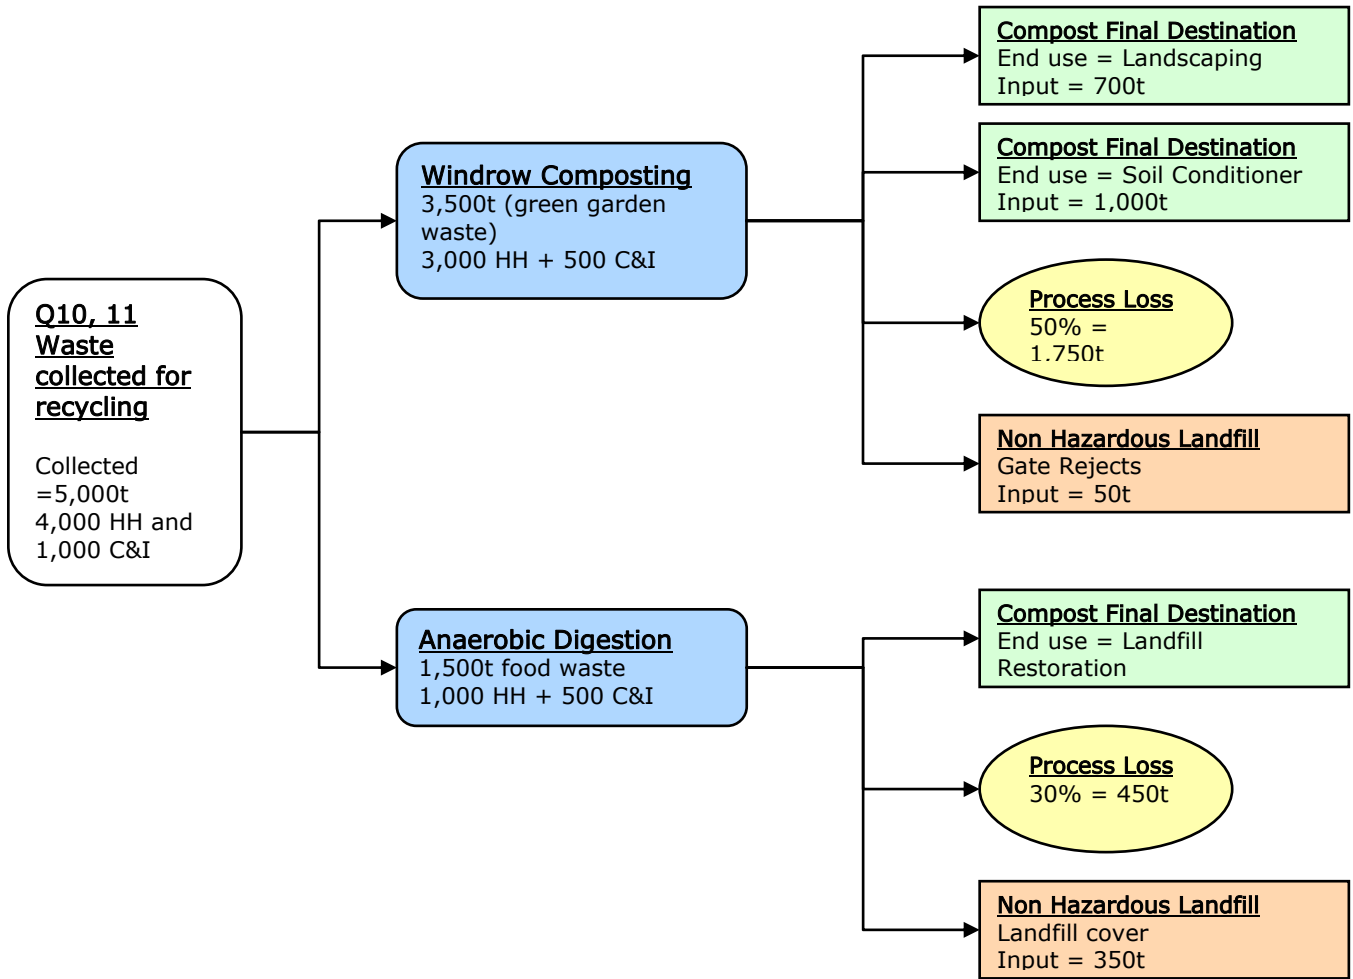 Q10, 11
Waste
collected for
recycling
Collected
=5,000t
4,000 HH and
1,000 C&I
Windrow Composting
3,500t (green garden
waste)
3,000 HH + 500 C&I
Anaerobic Digestion
1,500t food waste
1,000 HH + 500 C&I
Compost Final Destination
End use = Landscaping
Input = 700t
Compost Final Destination
End use = Soil Conditioner
Input = 1,000t
Process Loss
50% =
1,750t
Non Hazardous Landfill
Gate Rejects
Input = 50t
Compost Final Destination
End use = Landfill
Restoration
Process Loss
30% = 450t
Non Hazardous Landfill
Landfill cover
Input = 350t